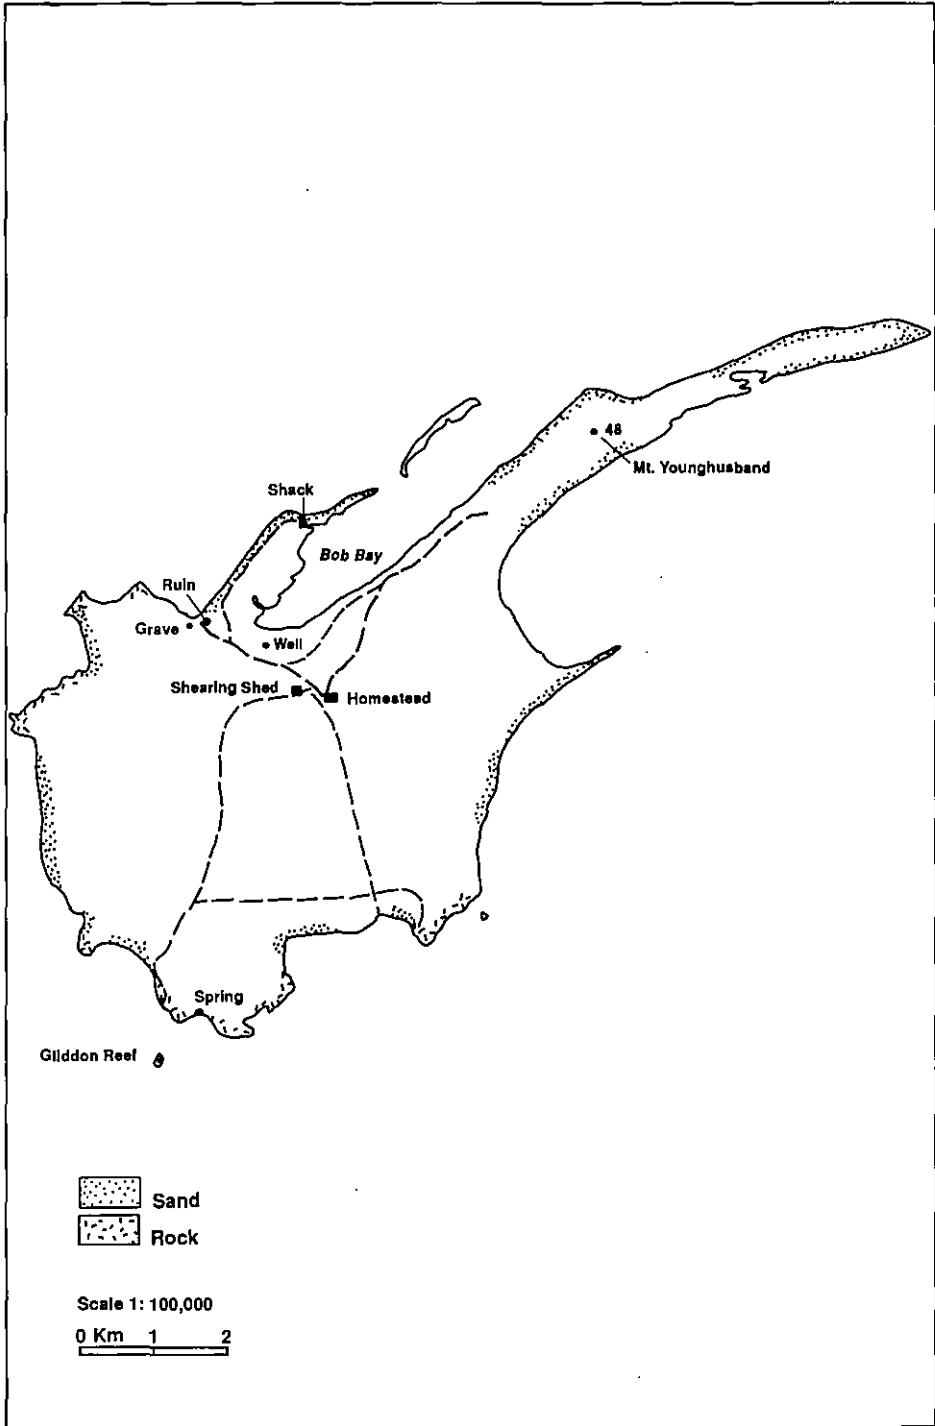 48
Mt. Younghusband
Shack
Bob Bay
Ruin
Grave
Well
Shearing Shed
Homestead
Spring
Gliddon Reef
Sand
Rock
Scale 1: 100,000
0 Km 1 2